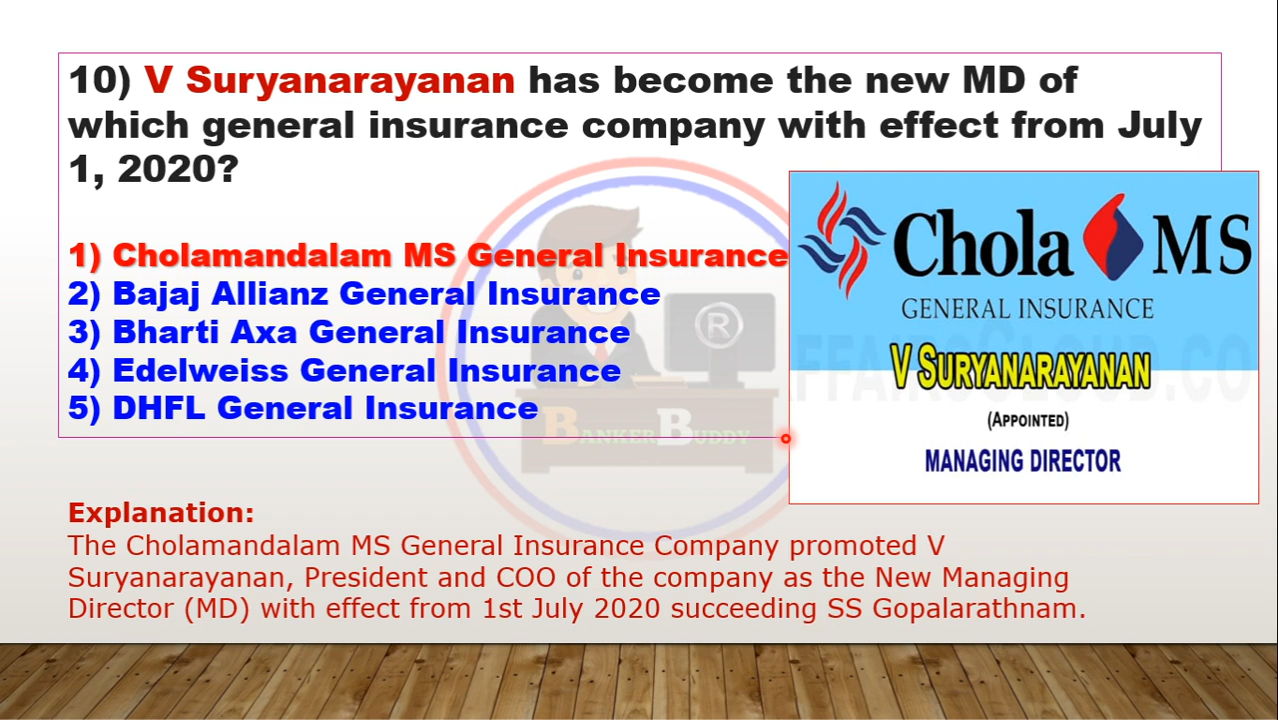 10) V Suryanarayanan has become the new MD of
which general insurance company with effect from July
1, 2020?
1) Cholamandalam MS General Insurance
2) Bajaj Allianz General Insurance
3) Bharti Axa General Insurance
4) Edelweiss General Insurance
5) DHFL General Insurance
Chola MS
GENERAL INSURANCE
V SURYANARAYANAN
(APPOINTED)
MANAGING DIRECTOR
FFAIRSCLOUD.CO
®
BANKER BUDDY
Explanation:
The Cholamandalam MS General Insurance Company promoted V
Suryanarayanan, President and COO of the company as the New Managing
Director (MD) with effect from 1st July 2020 succeeding SS Gopalarathnam.